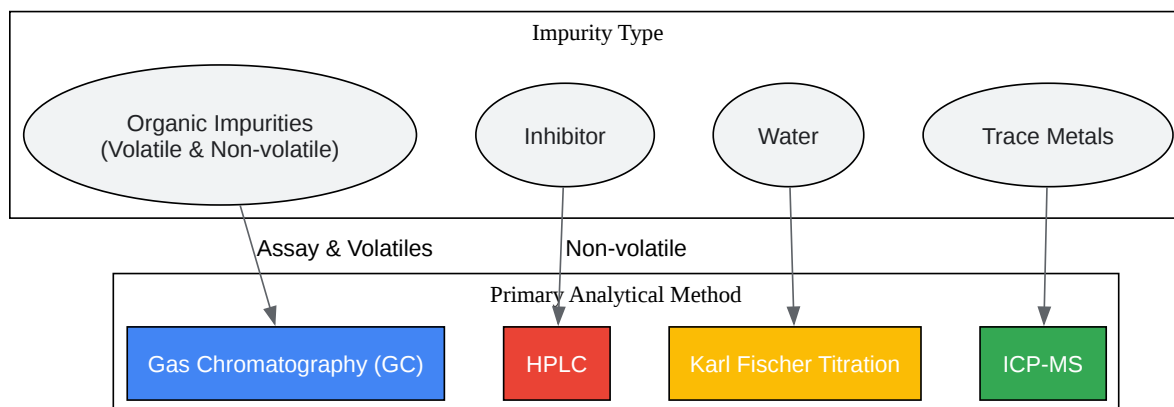 Impurity Type
Organic Impurities
(Volatile & Non-volatile)
Inhibitor
Water
Trace Metals
Assay & Volatiles
Non-volatile
Primary Analytical Method
Gas Chromatography (GC)
HPLC
Karl Fischer Titration
ICP-MS